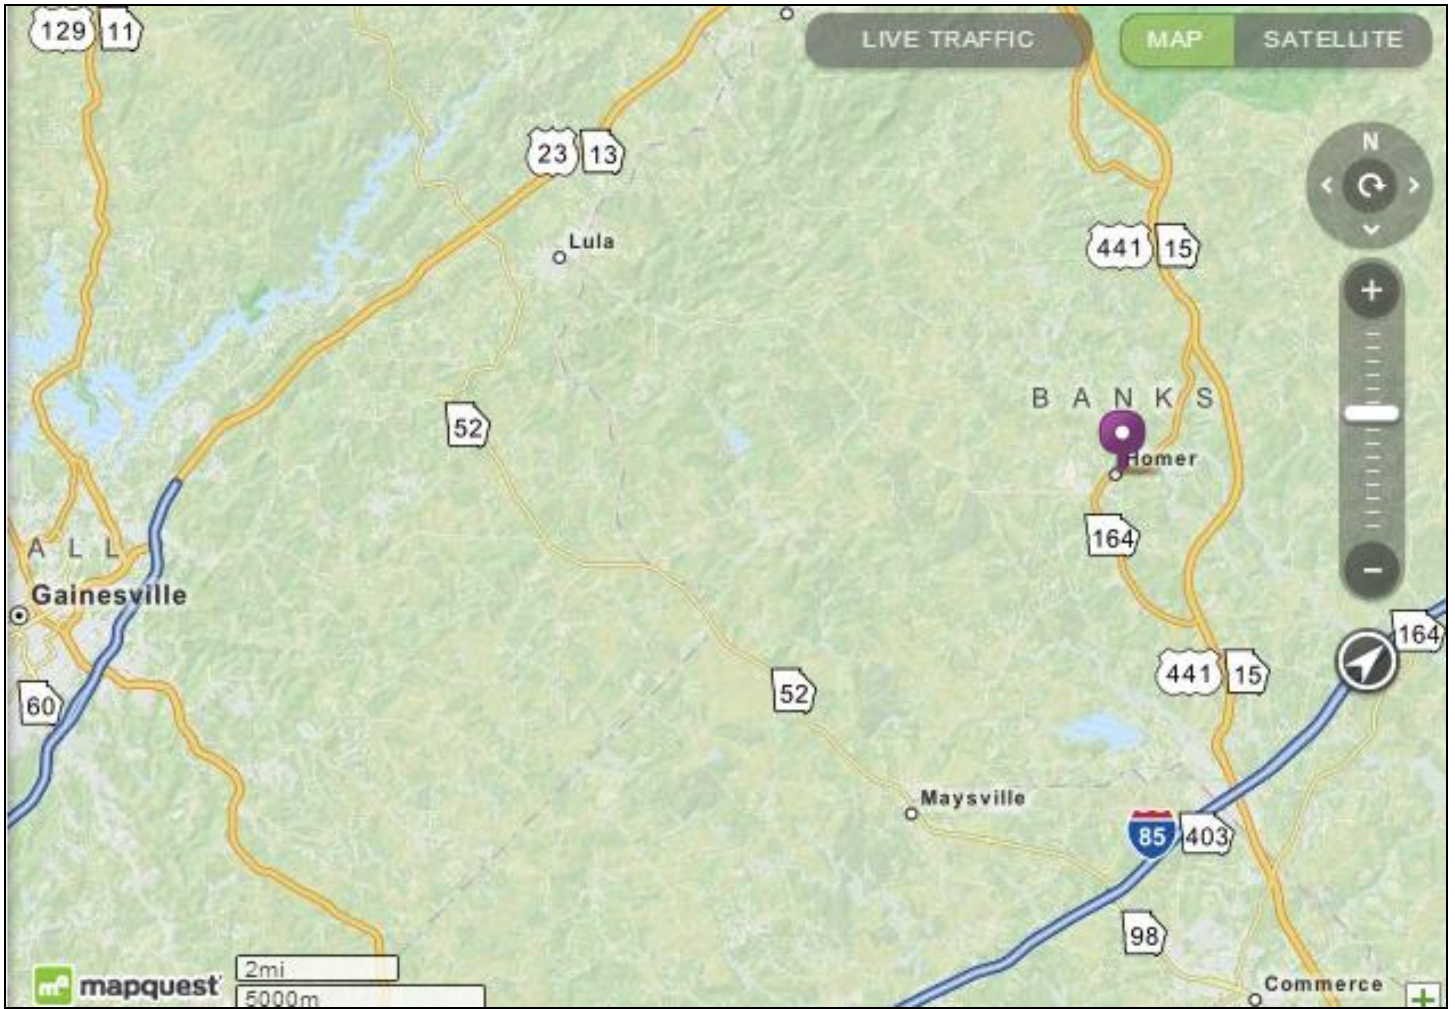 129 11
LIVE TRAFFIC
MAP SATELLITE
N
23 13
Lula
441 15
BANKS
52
Homer
164
ALL
Gainesville
164
441 15
52
60
Maysville
85 403
98
mapquest
2mi
5000m
Commerce